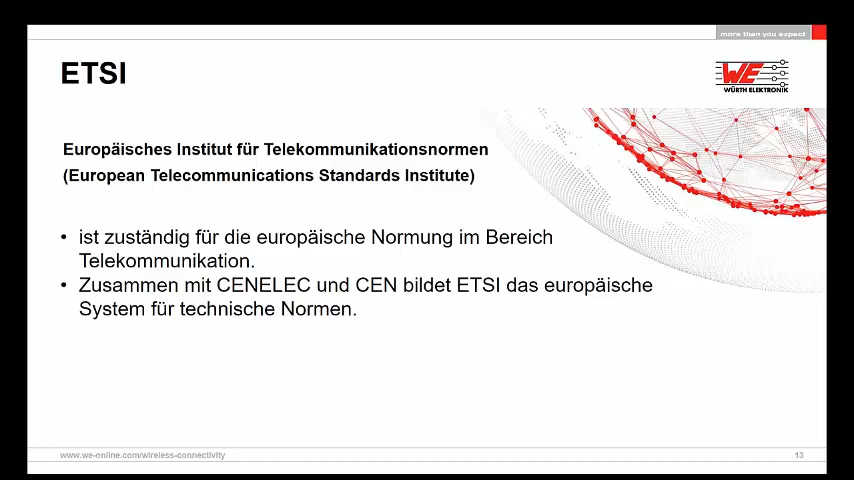 more than you expect
ETSI
WE
WÜRTH ELEKTRONIK
Europäisches Institut für Telekommunikationsnormen
(European Telecommunications Standards Institute)
• ist zuständig für die europäische Normung im Bereich
Telekommunikation.
• Zusammen mit CENELEC und CEN bildet ETSI das europäische
System für technische Normen.
www.we-online.com/wireless-connectivity
13